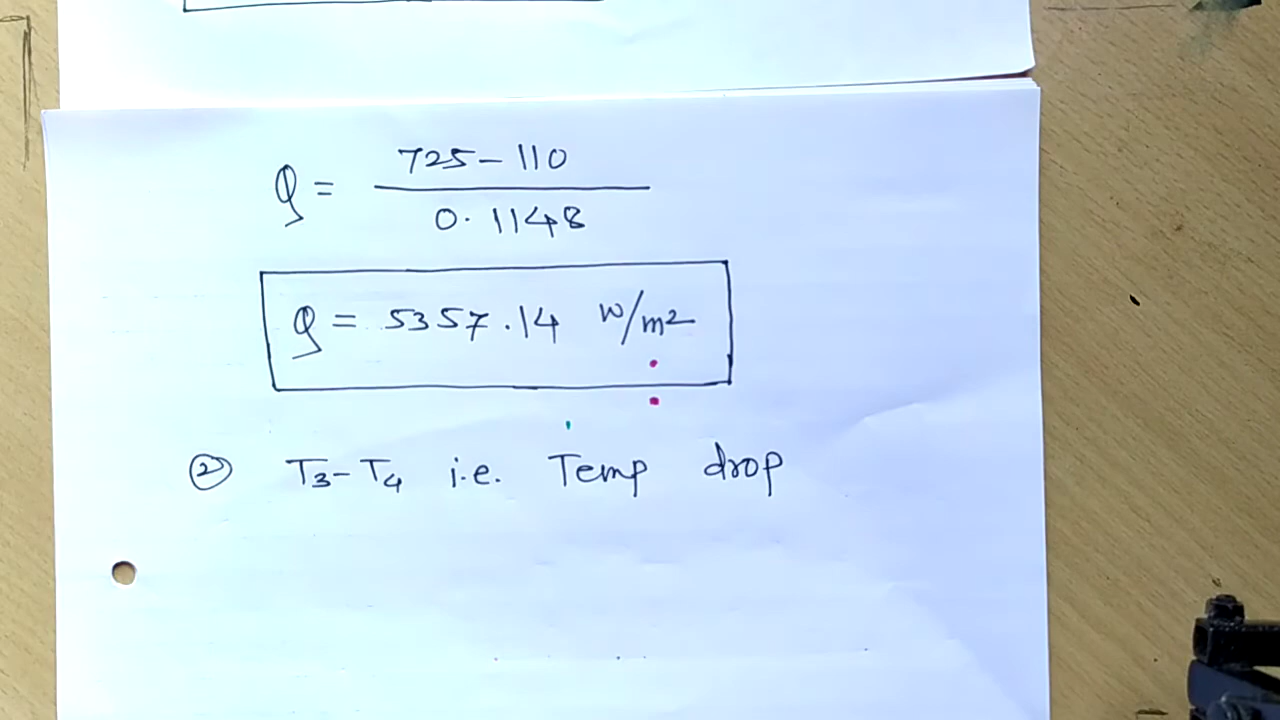 Q = 725 - 110 / 0.1148
Q = 5357.14 W/m²
② T₃ - T₄ i.e. Temp drop